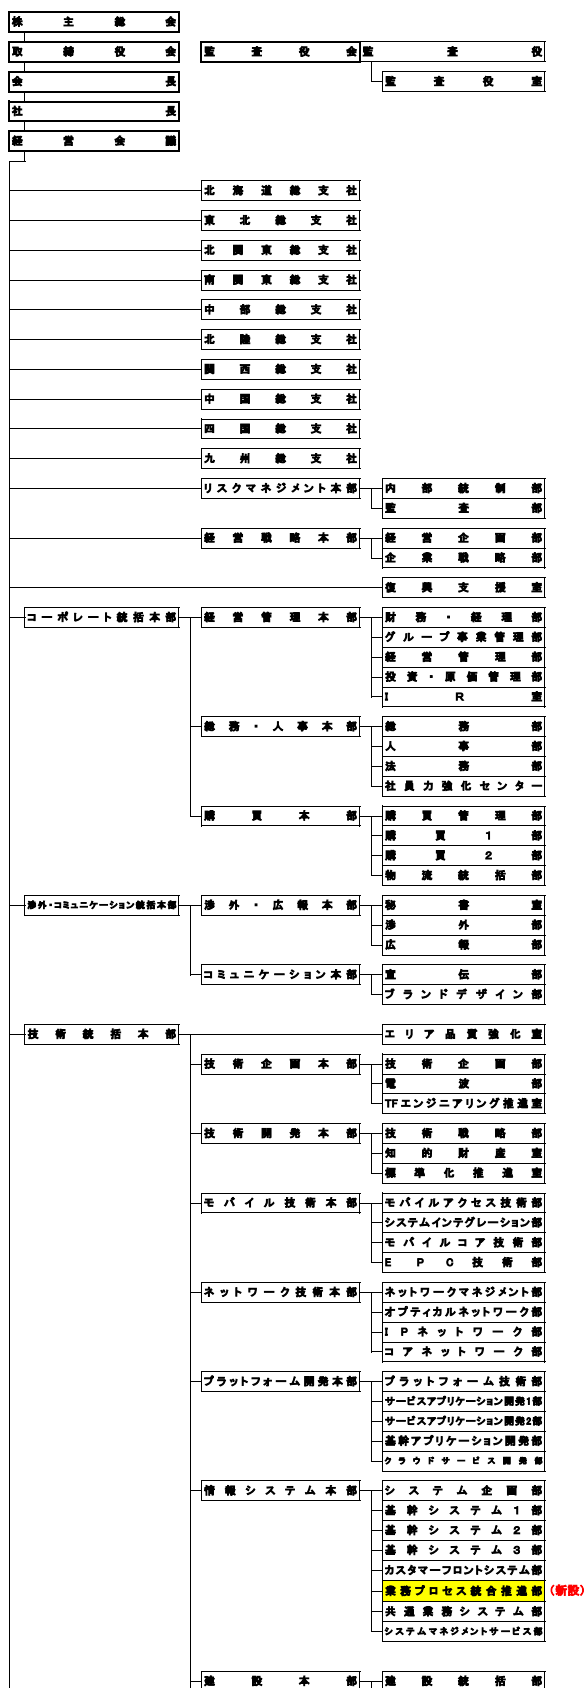 株主総会
取締役会 監査役会 監査役
会長 監査役室
社長
経営会議
北海道総支社
東北総支社
北関東総支社
南関東総支社
中部総支社
北陸総支社
関西総支社
中国総支社
四国総支社
九州総支社
リスクマネジメント本部 内部統制部
監査部
経営戦略本部 経営企画部
企業戦略部
復興支援室
コーポレート統括本部 経営管理本部 財務・経理部
グループ事業管理部
経営管理部
投資・原価管理部
IR室
総務・人事本部 総務部
人事部
法務部
社員力強化センター
購買本部 購買管理部
購買1部
購買2部
物流統括部
渉外・コミュニケーション統括本部 渉外・広報本部 秘書室
渉外部
広報部
コミュニケーション本部 宣伝部
ブランドデザイン部
技術統括本部 エリア品質強化室
技術企画本部 技術企画部
電波部
TFエンジニアリング推進室
技術開発本部 技術戦略部
知的財産室
標準化推進室
モバイル技術本部 モバイルアクセス技術部
システムインテグレーション部
モバイルコア技術部
EPC技術部
ネットワーク技術本部 ネットワークマネジメント部
オプティカルネットワーク部
IPネットワーク部
コアネットワーク部
プラットフォーム開発本部 プラットフォーム技術部
サービスアプリケーション開発1部
サービスアプリケーション開発2部
基幹アプリケーション開発部
クラウドサービス開発部
情報システム本部 システム企画部
基幹システム1部
基幹システム2部
基幹システム3部
カスタマーフロントシステム部
業務プロセス統合推進部 (新設)
共通業務システム部
システムマネジメントサービス部
建設本部 建設統括部